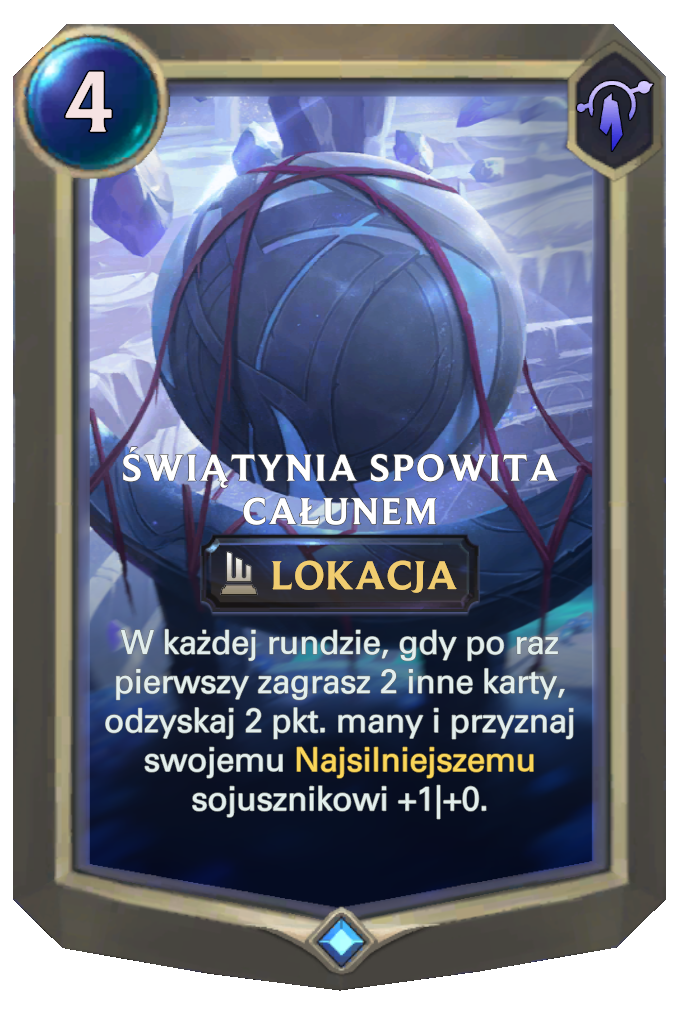 4
ŚWIĄTYNIA SPOWITA
CAŁUNEM
LOKACJA
W każdej rundzie, gdy po raz
pierwszy zagrasz 2 inne karty,
odzyskaj 2 pkt. many i przyznaj
swojemu Najsilniejszemu
sojusznikowi +1|+0.